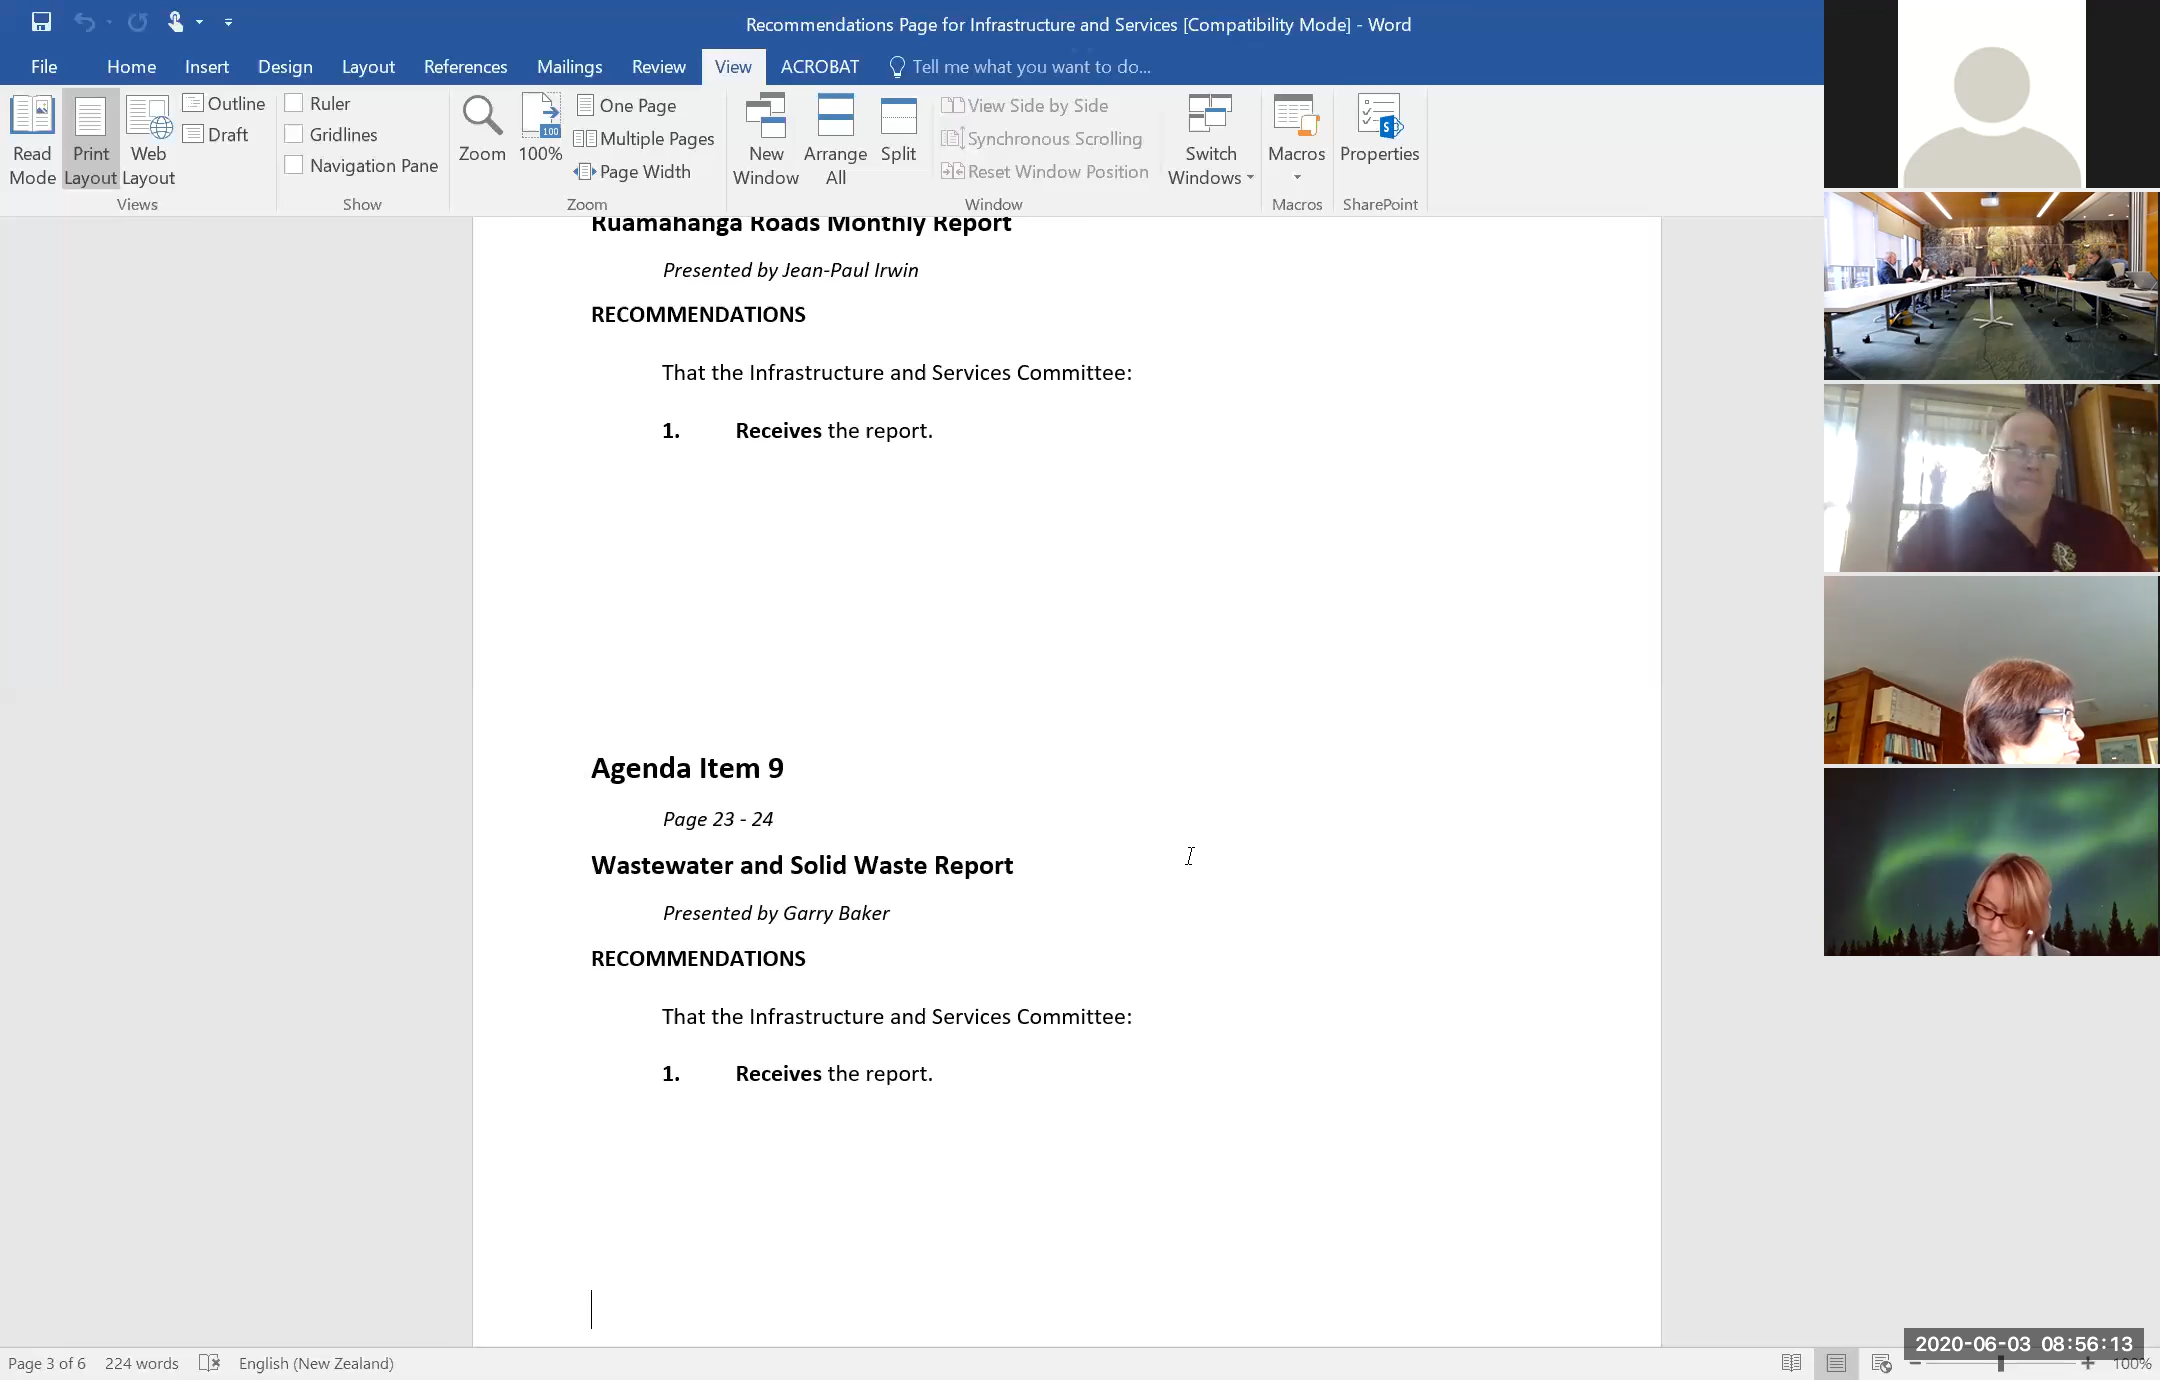 Recommendations Page for Infrastructure and Services [Compatibility Mode] - Word
File Home Insert Design Layout References Mailings Review View ACROBAT Tell me what you want to do...
Read Mode
Print Layout
Web Layout
Outline
Draft
Views
Ruler
Gridlines
Navigation Pane
Show
Zoom
100
100%
One Page
Multiple Pages
Page Width
Zoom
New Window
Arrange All
Split
View Side by Side
Synchronous Scrolling
Reset Window Position
Window
Switch Windows
Macros
Macros
Properties
SharePoint
Ruamahanga Roads Monthly Report
Presented by Jean-Paul Irwin
RECOMMENDATIONS
That the Infrastructure and Services Committee:
1. Receives the report.
Agenda Item 9
Page 23 - 24
Wastewater and Solid Waste Report
Presented by Garry Baker
RECOMMENDATIONS
That the Infrastructure and Services Committee:
1. Receives the report.
Page 3 of 6 224 words English (New Zealand)
2020-06-03 08:56:13
100%